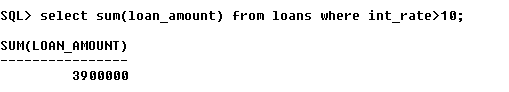 SQL> select sum(loan_amount) from loans where int_rate>10;
SUM(LOAN_AMOUNT)
----------------
3900000